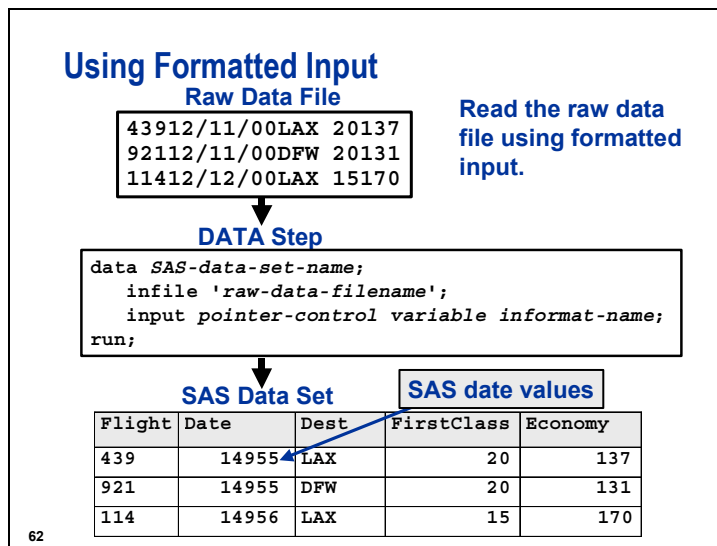 Using Formatted Input
Raw Data File
43912/11/00LAX 20137
92112/11/00DFW 20131
11412/12/00LAX 15170
Read the raw data
file using formatted
input.
DATA Step
data SAS-data-set-name;
infile 'raw-data-filename';
input pointer-control variable informat-name;
run;
SAS Data Set
SAS date values
Flight Date Dest FirstClass Economy
439 14955 LAX 20 137
921 14955 DFW 20 131
114 14956 LAX 15 170
62